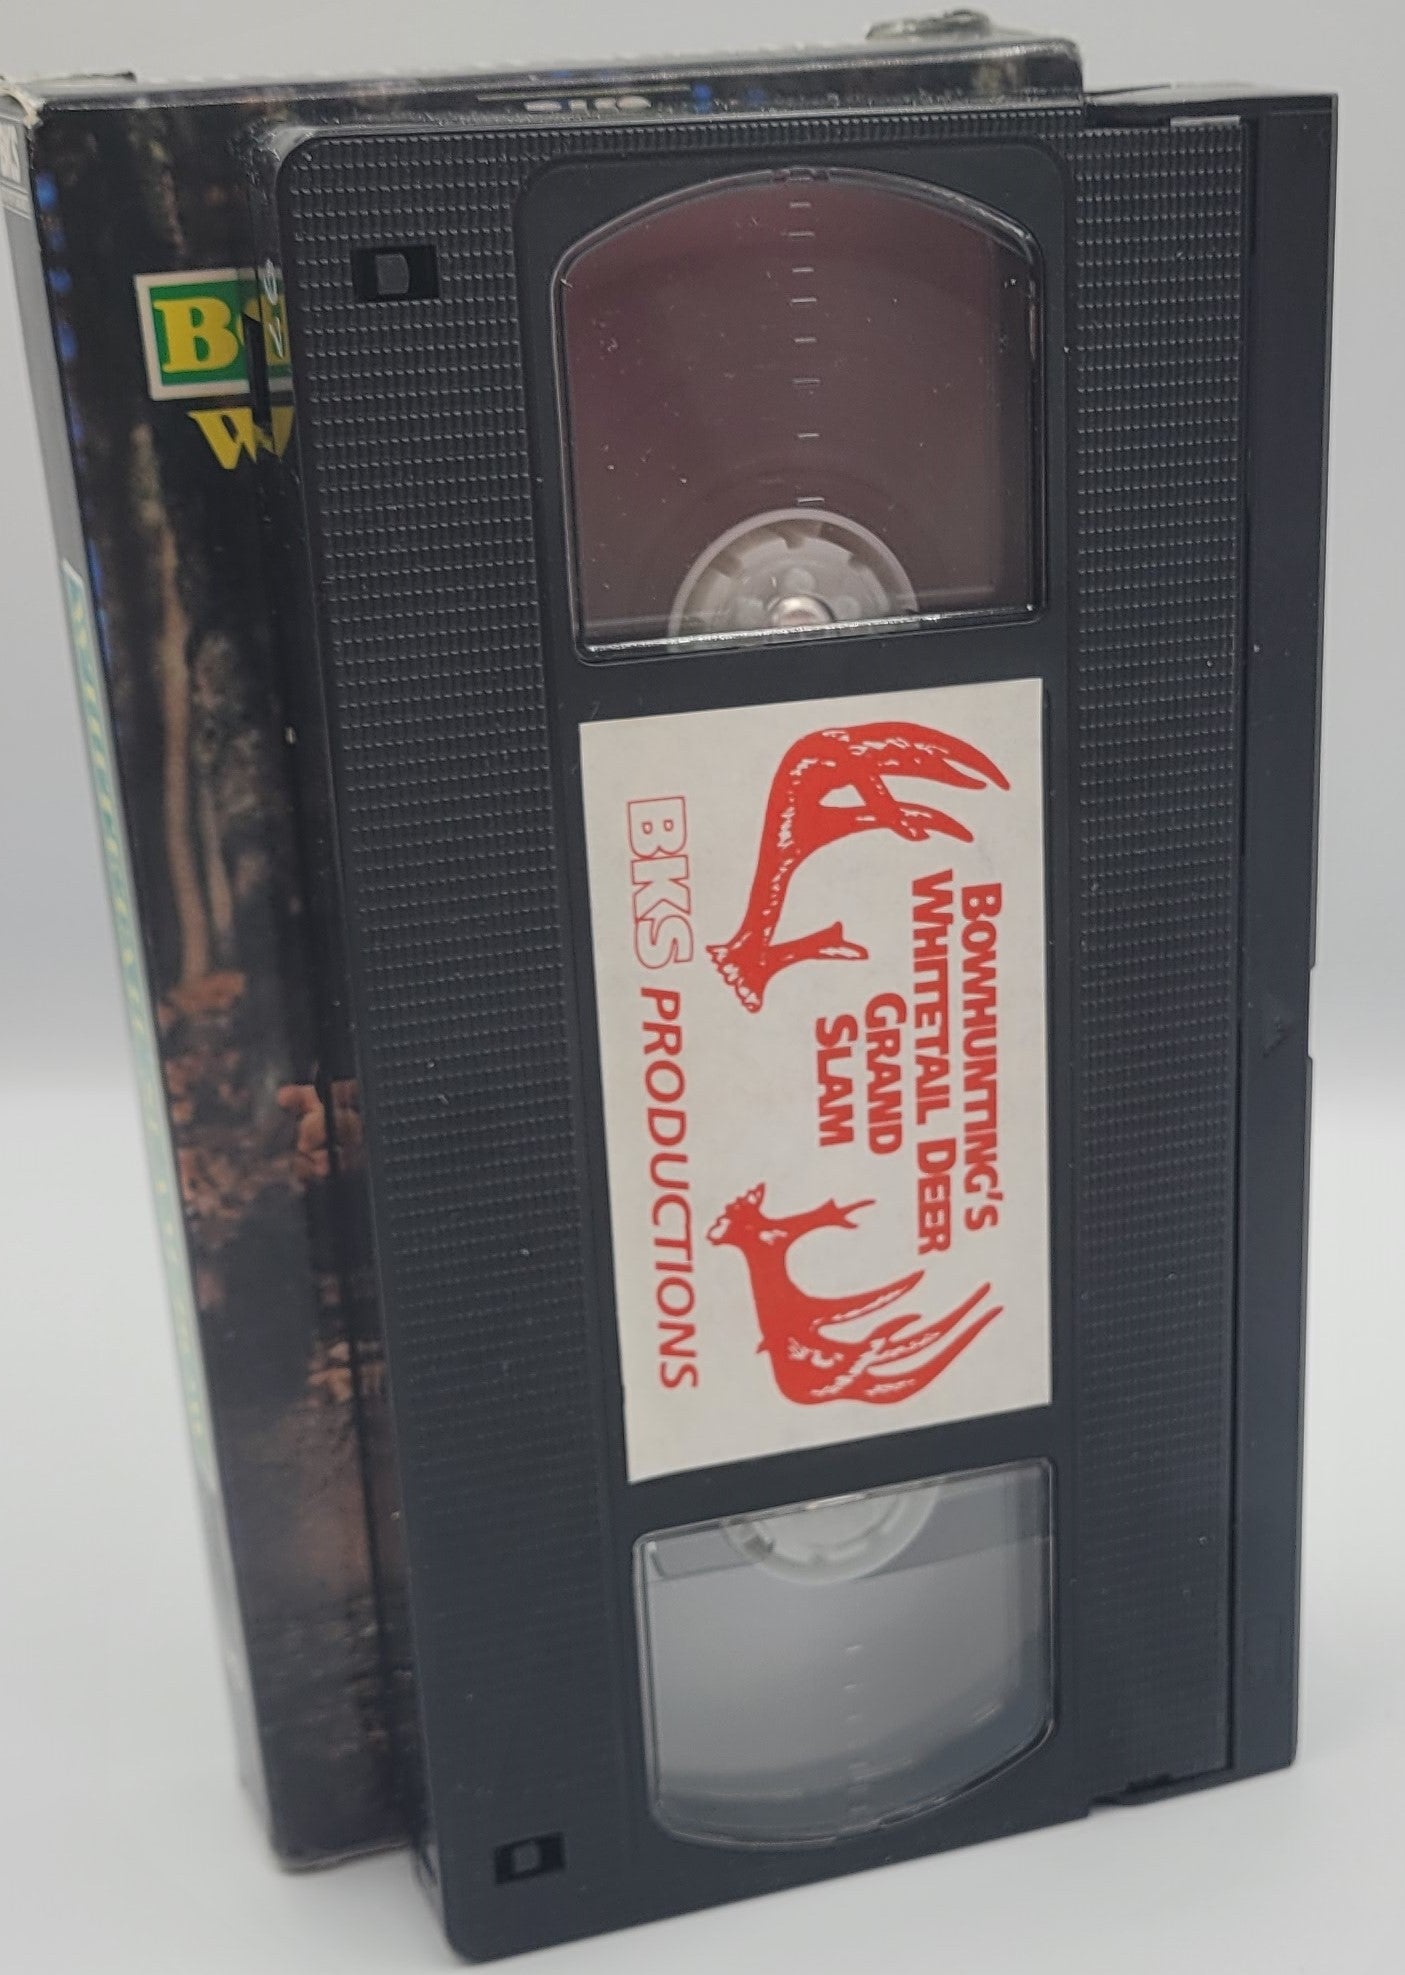 BOWHUNTING'S
WHITETAIL DEER
GRAND
SLAM
BKS PRODUCTIONS